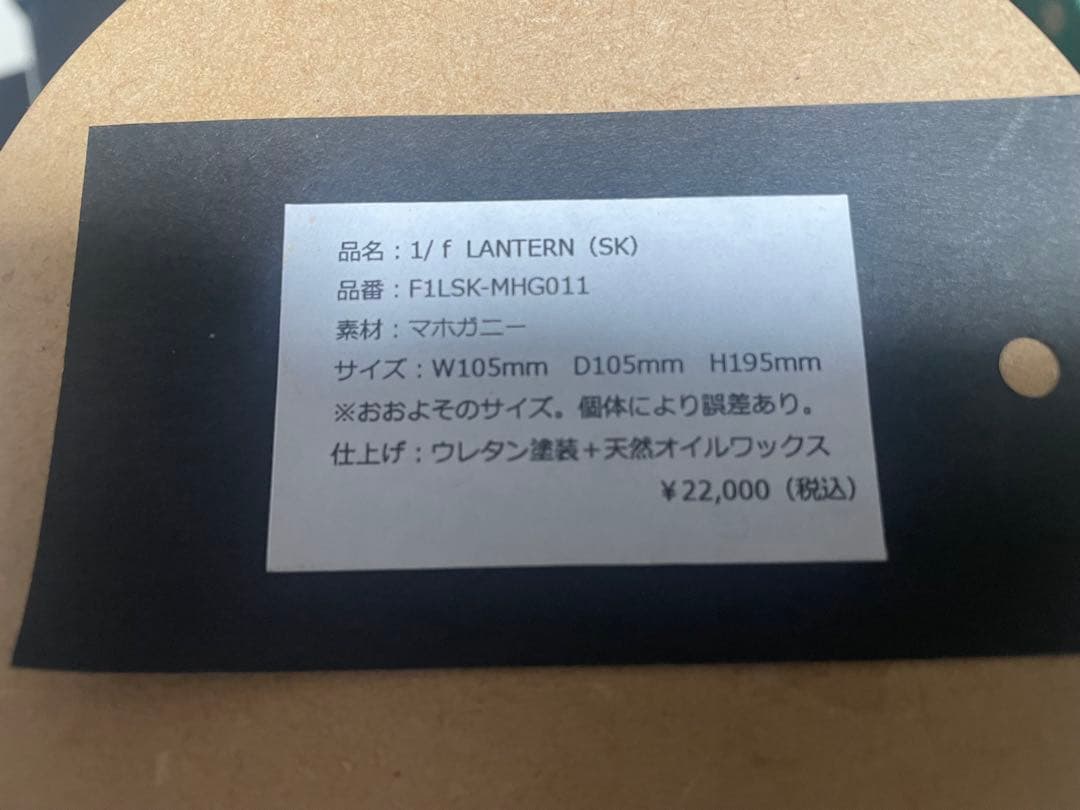 品名：1/ f LANTERN（SK）
品番：F1LSK-MHG011
素材：マホガニー
サイズ：W105mm　D105mm　H195mm
※おおよそのサイズ。個体により誤差あり。
仕上げ：ウレタン塗装＋天然オイルワックス
￥22,000（税込）